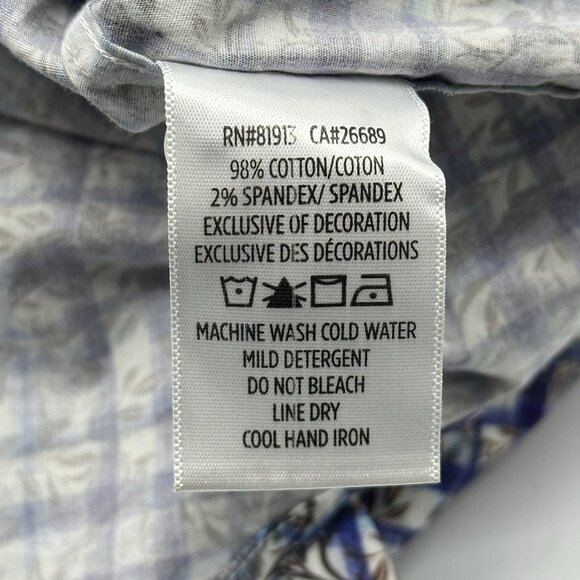 RN#81913 CA#26689
98% COTTON/COTON
2% SPANDEX/ SPANDEX
EXCLUSIVE OF DECORATION
EXCLUSIVE DES DÉCORATIONS
MACHINE WASH COLD WATER
MILD DETERGENT
DO NOT BLEACH
LINE DRY
COOL HAND IRON